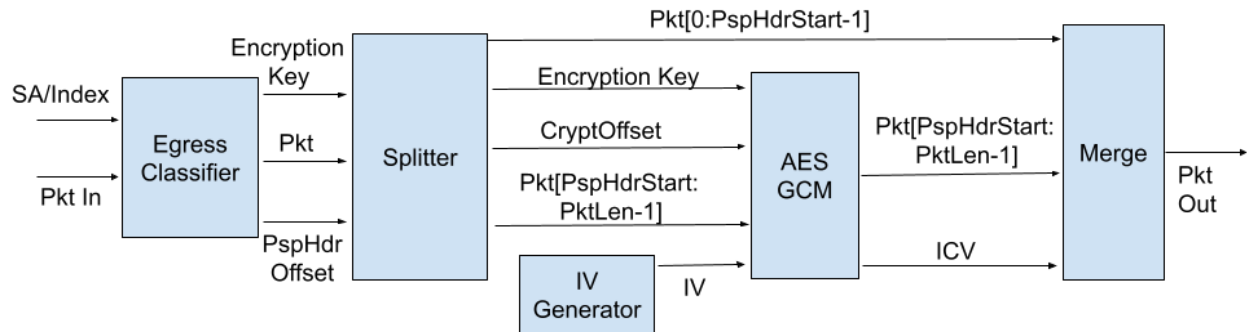 SA/Index
Pkt In
Egress
Classifier
Encryption
Key
Pkt
PspHdr
Offset
Splitter
Pkt[0:PspHdrStart-1]
Encryption Key
CryptOffset
Pkt[PspHdrStart:
PktLen-1]
IV
Generator
IV
AES
GCM
Pkt[PspHdrStart:
PktLen-1]
ICV
Merge
Pkt
Out